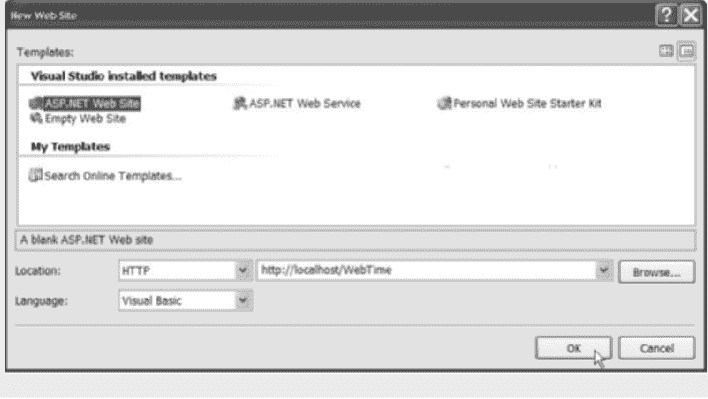 New Web Site
Templates:
Visual Studio installed templates
ASP.NET Web Site ASP.NET Web Service Personal Web Site Starter Kit
Empty Web Site
My Templates
Search Online Templates...
A blank ASP.NET Web site
Location: HTTP http://localhost/WebTime Browse...
Language: Visual Basic
OK Cancel